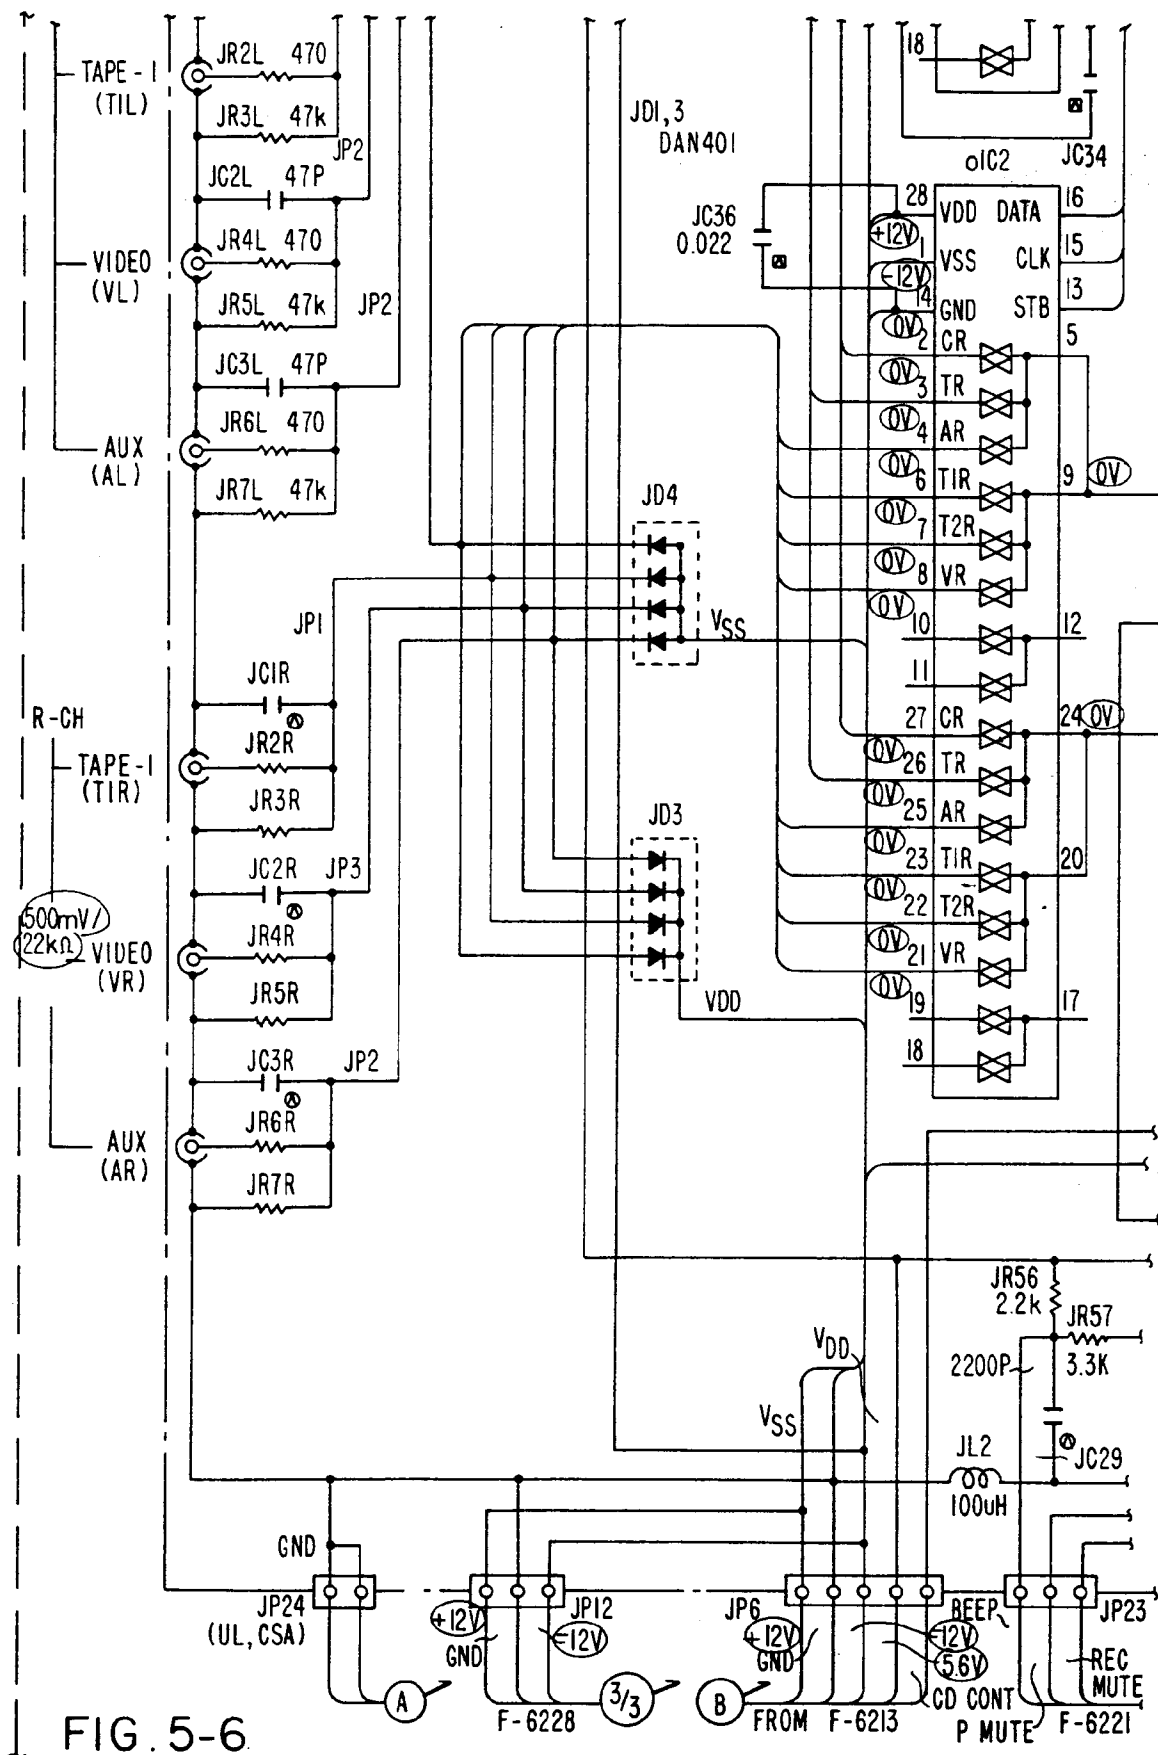 TAPE-1
(T1L)
JR2L 470
JR3L 47k
JP2
JC2L 47P
VIDEO
(VL)
JR4L 470
JR5L 47k
JP2
JC3L 47P
AUX
(AL)
JR6L 470
JR7L 47k
JD1,3
DAN401
18
JC34
IC2
JC36
0.022
28 VDD DATA 16
+12V
1 VSS CLK 15
-12V
14 GND STB 13
0V
2 CR 5
0V
3 TR
0V
4 AR
0V
6 T1R 9 0V
0V
7 T2R
0V
8 VR
0V
10 12
11
27 CR 24 0V
0V
26 TR
0V
25 AR
0V
23 T1R 20
0V
22 T2R
0V
21 VR
0V
19 17
18
JD4
VSS
JD3
VDD
JP1
R-CH
JC1R
TAPE-1
(T1R)
JR2R
JR3R
JC2R JP3
500mV/
22kΩ
VIDEO
(VR)
JR4R
JR5R
JC3R JP2
AUX
(AR)
JR6R
JR7R
JR56
2.2k
JR57
3.3K
2200P
VDD
VSS
JL2
100uH
JC29
GND
JP24
(UL, CSA)
JP12
+12V
GND
-12V
JP6
+12V
GND
-12V
5.6V
BEEP
JP23
REC
MUTE
A
3/3
B
CD CONT
P MUTE
F-6228
FROM F-6213
F-6221
FIG. 5-6